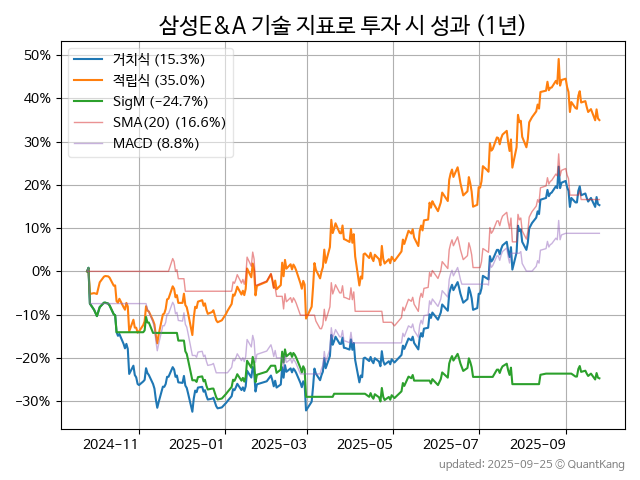 삼성E&A 기술 지표로 투자 시 성과 (1년)
50%
40%
30%
20%
10%
0%
−10%
−20%
−30%
거치식 (15.3%)
적립식 (35.0%)
SigM (−24.7%)
SMA(20) (16.6%)
MACD (8.8%)
2024-11
2025-01
2025-03
2025-05
2025-07
2025-09
updated: 2025-09-25 © QuantKang